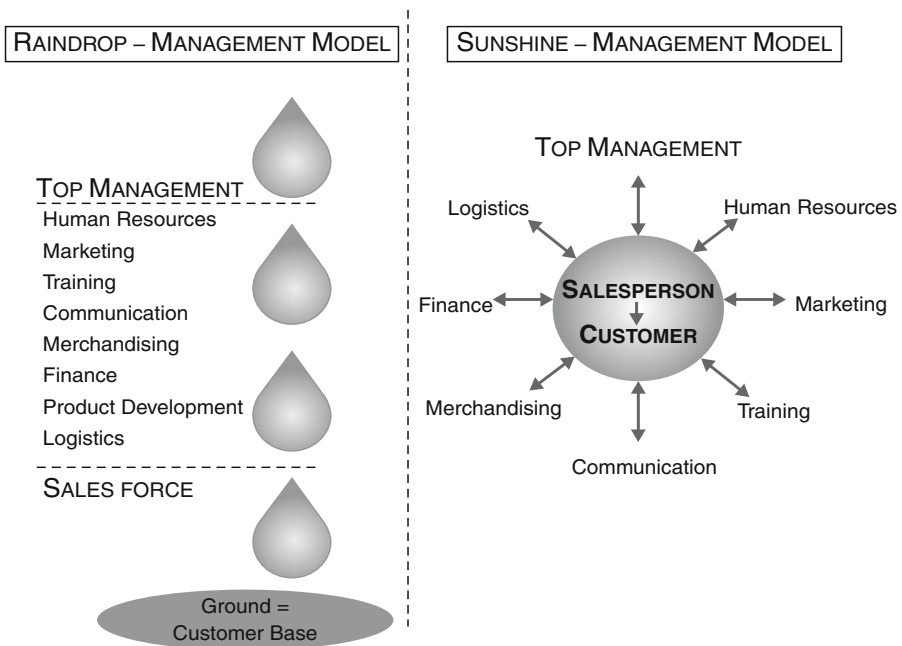 RAINDROP – MANAGEMENT MODEL
TOP MANAGEMENT
Human Resources
Marketing
Training
Communication
Merchandising
Finance
Product Development
Logistics
SALES FORCE
Ground =
Customer Base
SUNSHINE – MANAGEMENT MODEL
TOP MANAGEMENT
Logistics
Human Resources
Finance
SALESPERSON
CUSTOMER
Marketing
Merchandising
Training
Communication